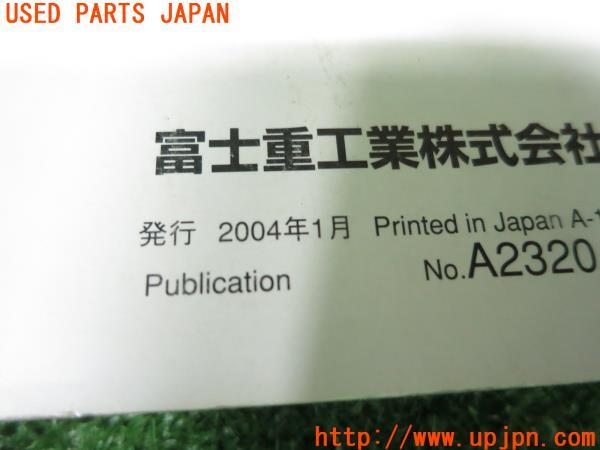 USED PARTS JAPAN
富士重工業株式会社
発行 2004年1月 Printed in Japan A-1
Publication No.A2320
http://www.upjpn.com/